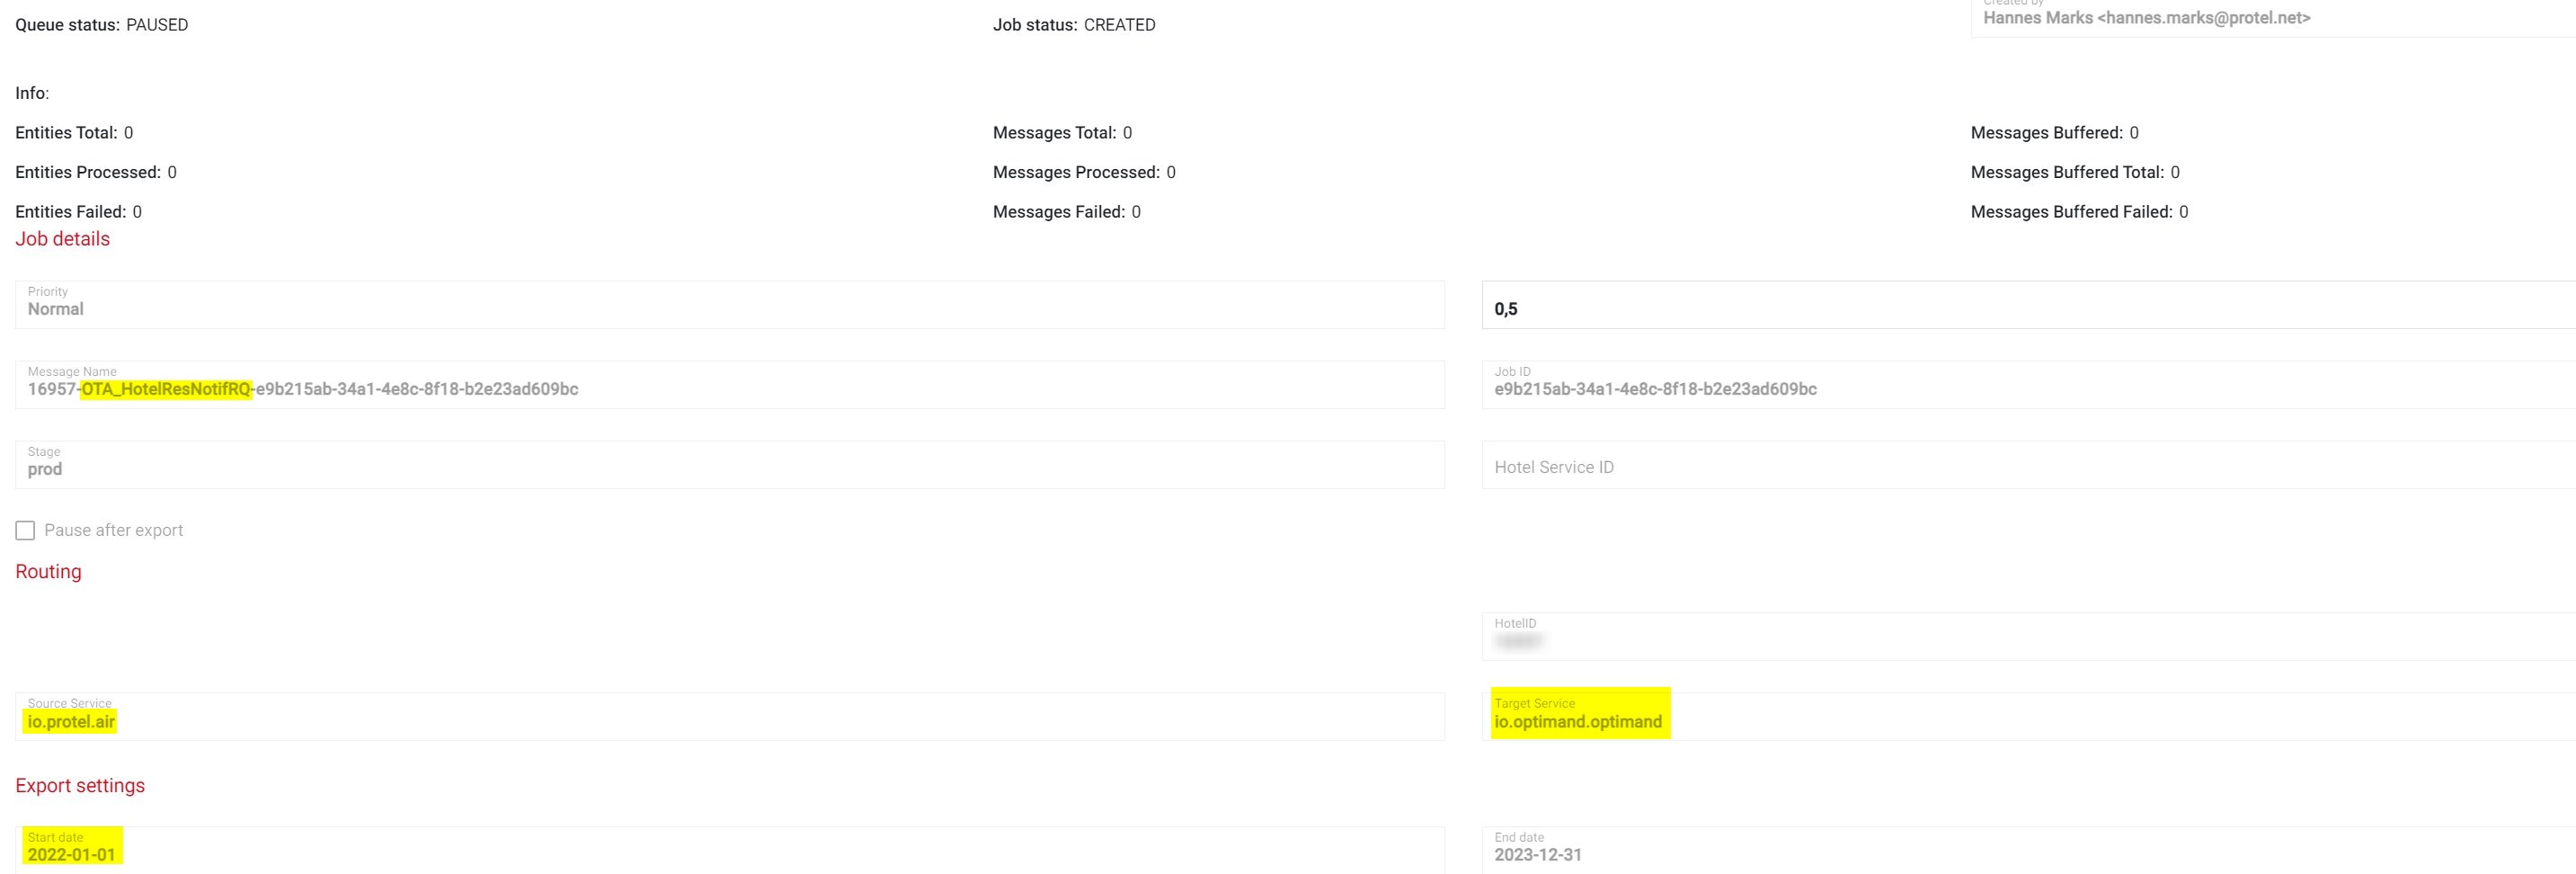 Created by
Queue status: PAUSED
Job status: CREATED
Hannes Marks <hannes.marks@protel.net>
Info:
Entities Total: 0
Messages Total: 0
Messages Buffered: 0
Entities Processed: 0
Messages Processed: 0
Messages Buffered Total: 0
Entities Failed: 0
Messages Failed: 0
Messages Buffered Failed: 0
Job details
Priority
Normal
0,5
Message Name
16957-OTA_HotelResNotifRQ-e9b215ab-34a1-4e8c-8f18-b2e23ad609bc
Job ID
e9b215ab-34a1-4e8c-8f18-b2e23ad609bc
Stage
prod
Hotel Service ID
Pause after export
Routing
HotelID
Source Service
io.protel.air
Target Service
io.optimand.optimand
Export settings
Start date
2022-01-01
End date
2023-12-31